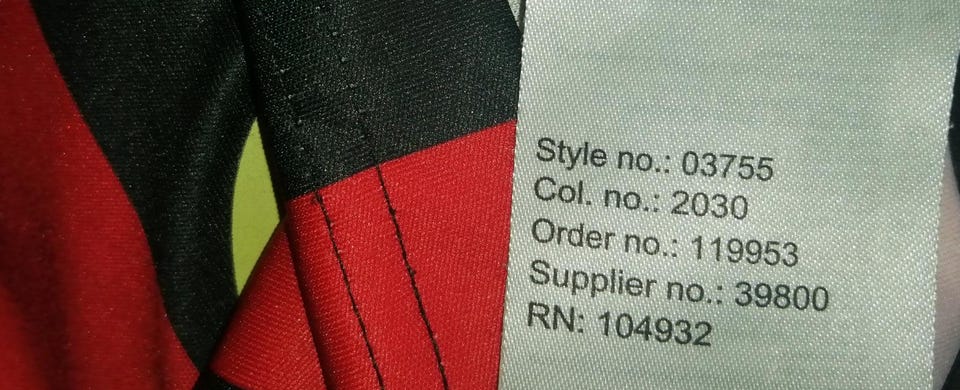 Style no.: 03755
Col. no.: 2030
Order no.: 119953
Supplier no.: 39800
RN: 104932